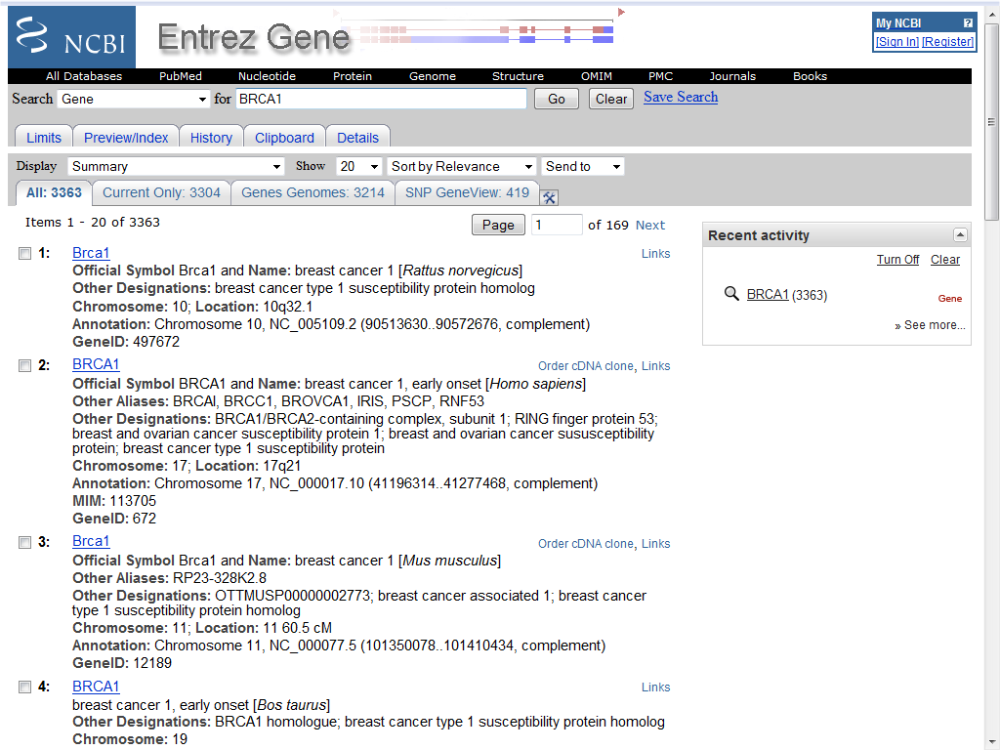 NCBI
Entrez Gene
My NCBI ?
[Sign In] [Register]
All Databases PubMed Nucleotide Protein Genome Structure OMIM PMC Journals Books
Search Gene for BRCA1 Go Clear Save Search
Limits Preview/Index History Clipboard Details
Display Summary Show 20 Sort by Relevance Send to
All: 3363 Current Only: 3304 Genes Genomes: 3214 SNP GeneView: 419
Items 1 - 20 of 3363
Page 1 of 169 Next
1: Brca1 Links
Official Symbol Brca1 and Name: breast cancer 1 [Rattus norvegicus]
Other Designations: breast cancer type 1 susceptibility protein homolog
Chromosome: 10; Location: 10q32.1
Annotation: Chromosome 10, NC_005109.2 (90513630..90572676, complement)
GeneID: 497672
2: BRCA1 Order cDNA clone, Links
Official Symbol BRCA1 and Name: breast cancer 1, early onset [Homo sapiens]
Other Aliases: BRCAI, BRCC1, BROVCA1, IRIS, PSCP, RNF53
Other Designations: BRCA1/BRCA2-containing complex, subunit 1; RING finger protein 53;
breast and ovarian cancer susceptibility protein 1; breast and ovarian cancer sususceptibility
protein; breast cancer type 1 susceptibility protein
Chromosome: 17; Location: 17q21
Annotation: Chromosome 17, NC_000017.10 (41196314..41277468, complement)
MIM: 113705
GeneID: 672
3: Brca1 Order cDNA clone, Links
Official Symbol Brca1 and Name: breast cancer 1 [Mus musculus]
Other Aliases: RP23-328K2.8
Other Designations: OTTMUSP00000002773; breast cancer associated 1; breast cancer
type 1 susceptibility protein homolog
Chromosome: 11; Location: 11 60.5 cM
Annotation: Chromosome 11, NC_000077.5 (101350078..101410434, complement)
GeneID: 12189
4: BRCA1 Links
breast cancer 1, early onset [Bos taurus]
Other Designations: BRCA1 homologue; breast cancer type 1 susceptibility protein homolog
Chromosome: 19
Recent activity
Turn Off Clear
BRCA1 (3363) Gene
» See more...